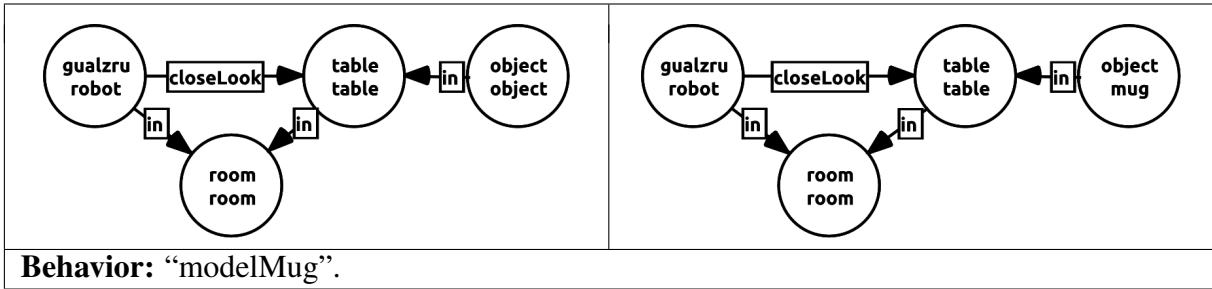 gualzru
robot
closeLook
table
table
in
object
object
in
in
room
room
gualzru
robot
closeLook
table
table
in
object
mug
in
in
room
room
Behavior: “modelMug”.